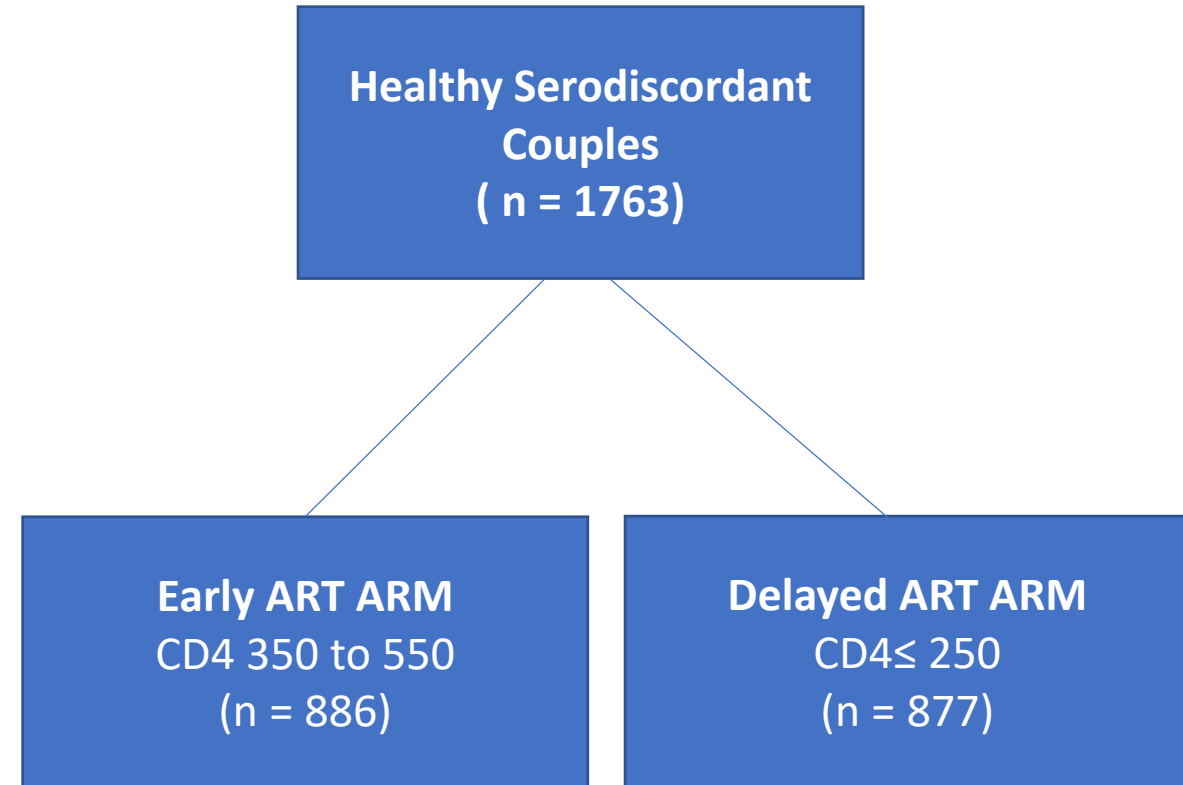 Healthy Serodiscordant
Couples
( n = 1763)
Early ART ARM
CD4 350 to 550
(n = 886)
Delayed ART ARM
CD4≤ 250
(n = 877)